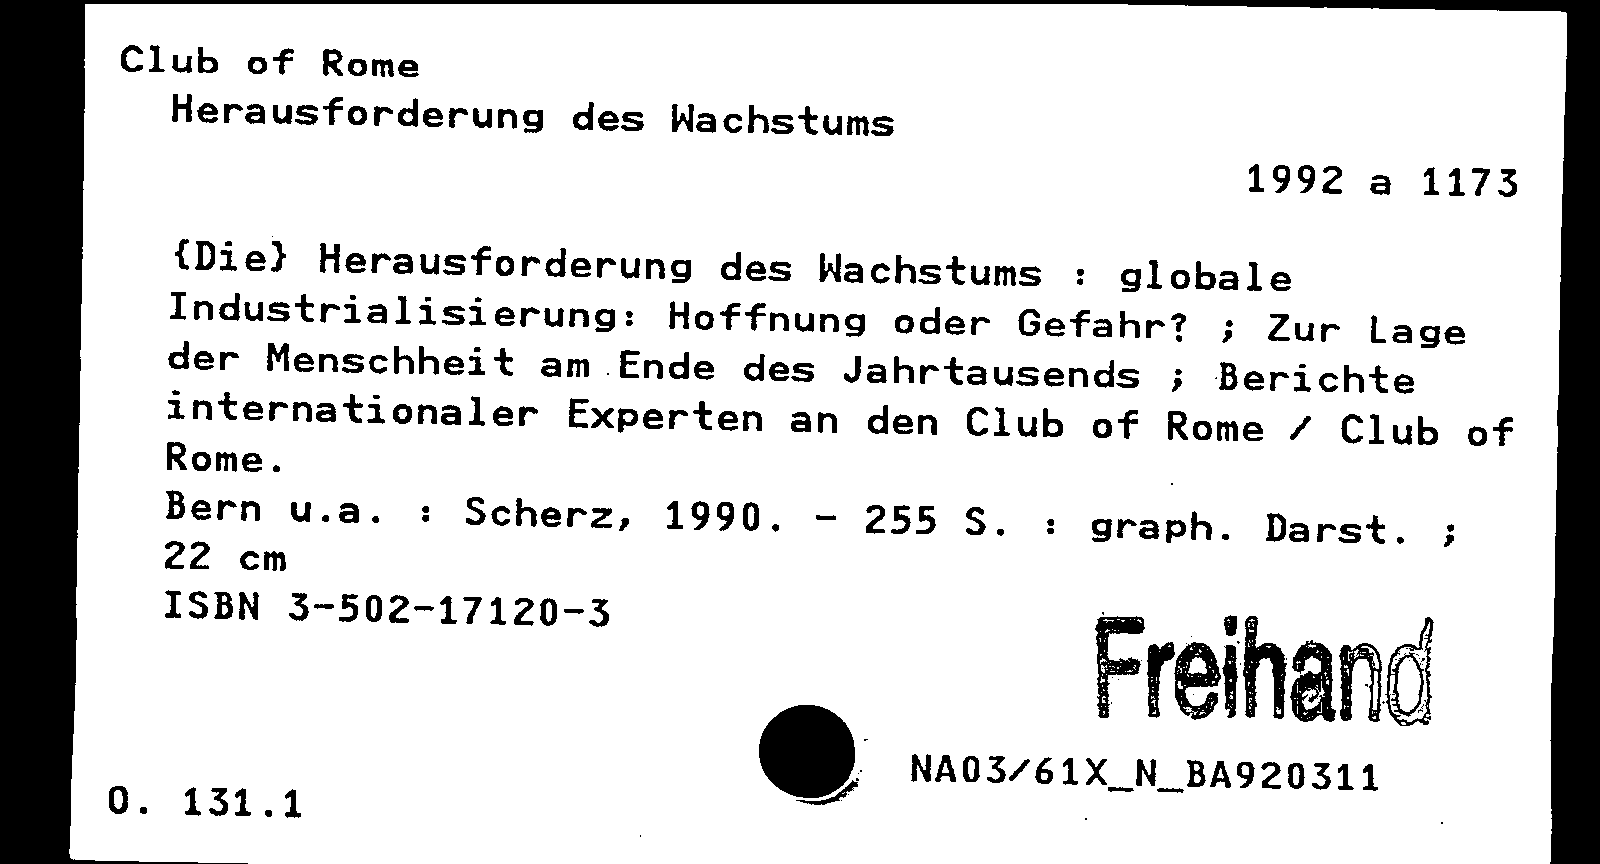 Club of Rome
Herausforderung des Wachstums
1992 a 1173
{Die} Herausforderung des Wachstums : globale
Industrialisierung: Hoffnung oder Gefahr? ; Zur Lage
der Menschheit am Ende des Jahrtausends ; Berichte
internationaler Experten an den Club of Rome / Club of
Rome.
Bern u.a. : Scherz, 1990. - 255 S. : graph. Darst. ;
22 cm
ISBN 3-502-17120-3
Freihand
NA03/61X_N_BA920311
O. 131.1